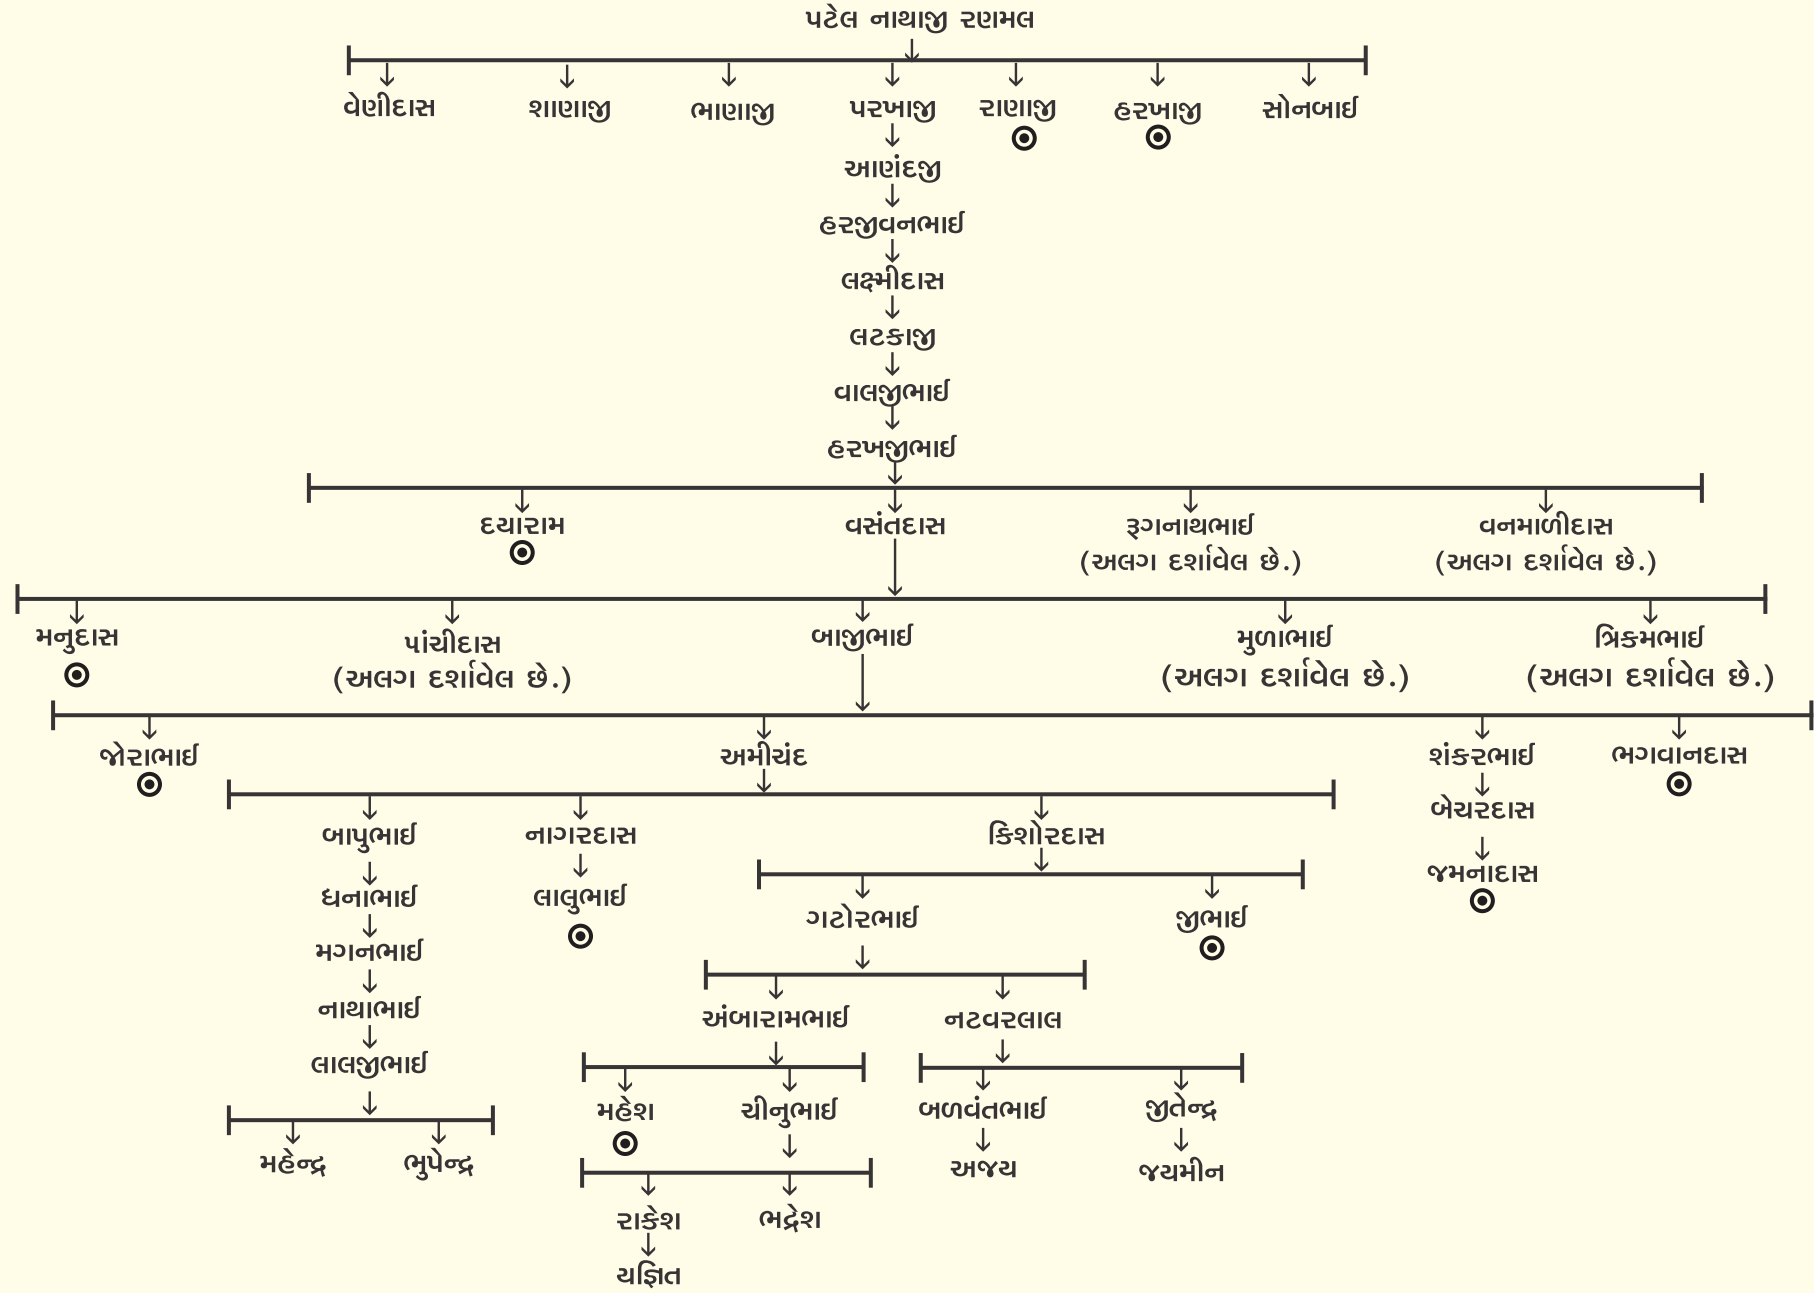 પટેલ નાથાજી રણમલ
વેણીદાસ શાણાજી ભાણાજી પરખાજી રાણાજી હરખાજી સોનબાઈ
આણંદજી
હરજીવનભાઈ
લક્ષ્મીદાસ
લટકાજી
વાલજીભાઈ
હરખજીભાઈ
દયારામ વસંતદાસ રૂગનાથભાઈ વનમાળીદાસ
(અલગ દર્શાવેલ છે.) (અલગ દર્શાવેલ છે.)
મનુદાસ પાંચીદાસ બાજીભાઈ મુળાભાઈ ત્રિકમભાઈ
(અલગ દર્શાવેલ છે.) (અલગ દર્શાવેલ છે.) (અલગ દર્શાવેલ છે.)
જોરાભાઈ અમીચંદ શંકરભાઈ ભગવાનદાસ
બેચરદાસ
બાપુભાઈ નાગરદાસ કિશોરદાસ
જમનાદાસ
ધનાભાઈ લાલુભાઈ
ગટોરભાઈ જીભાઈ
મગનભાઈ
નાથાભાઈ અંબારામભાઈ નટવરલાલ
લાલજીભાઈ
મહેશ ચીનુભાઈ બળવંતભાઈ જીતેન્દ્ર
મહેન્દ્ર ભુપેન્દ્ર અજય જયમીન
રાકેશ ભદ્રેશ
યજ્ઞિત